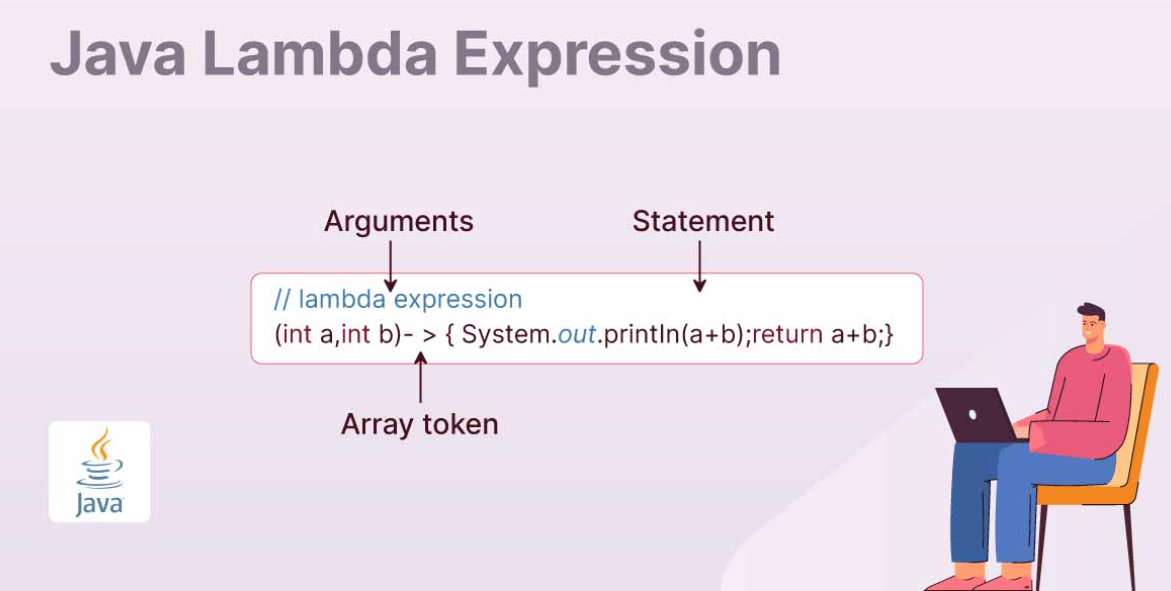 Java Lambda Expression
Arguments
Statement
// lambda expression
(int a,int b)- > { System.out.println(a+b);return a+b;}
Array token
Java